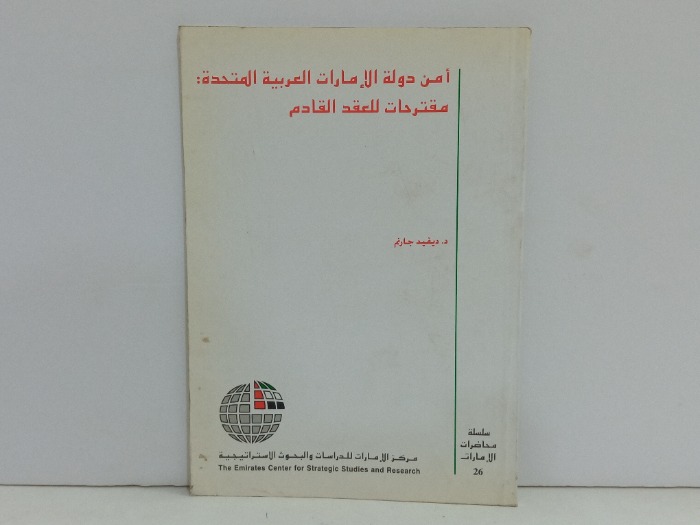 أمن دولة الإمارات العربية المتحدة:
مقترحات للعقد القادم
د. ديفيد جارنم
مركز الإمارات للدراسات والبحوث الاستراتيجية
The Emirates Center for Strategic Studies and Research
سلسلة
محاضرات
الإمارات
26